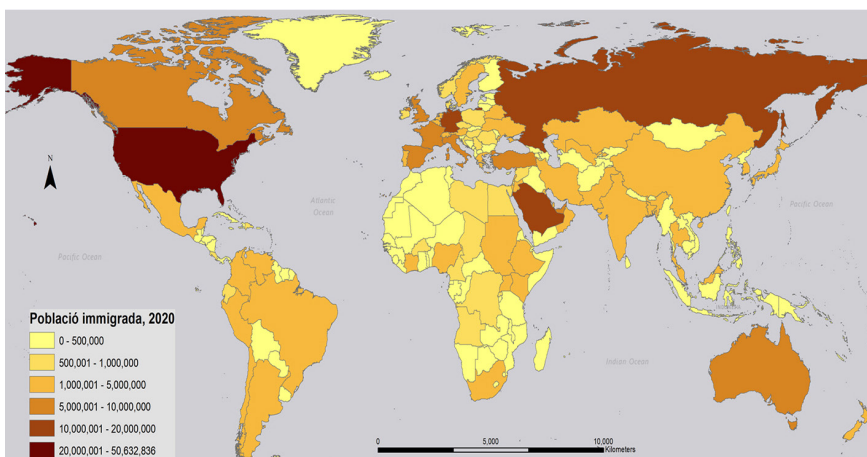 N
Atlantic
Ocean
Pacific Ocean
Pacific Ocean
Indian Ocean
Població immigrada, 2020
0 - 500,000
500,001 - 1,000,000
1,000,001 - 5,000,000
5,000,001 - 10,000,000
10,000,001 - 20,000,000
20,000,001 - 50,632,836
0 5,000 10,000
Kilometers